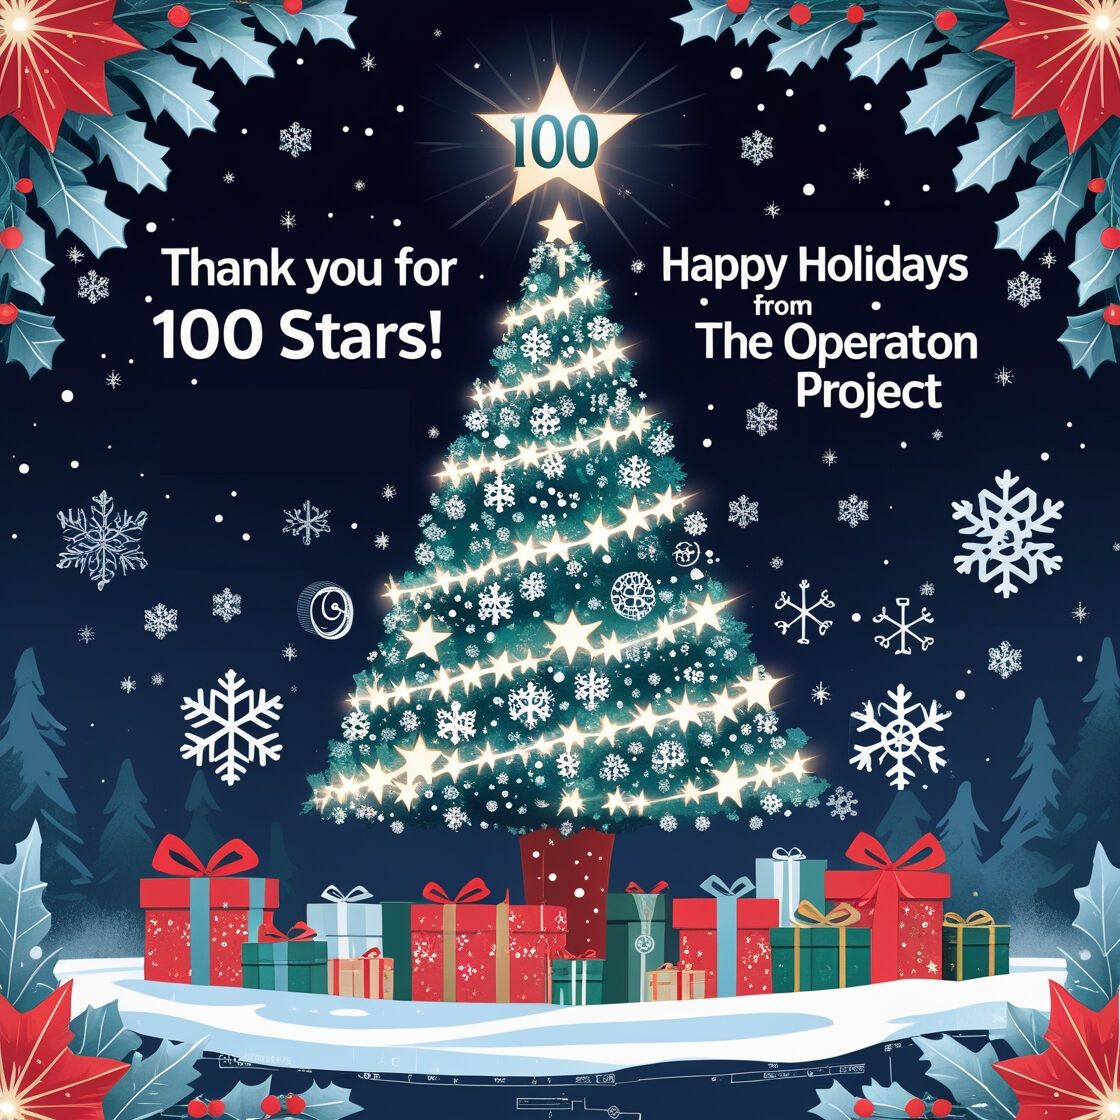 100
Thank you for
100 Stars!
Happy Holidays
from
The Operaton
Project